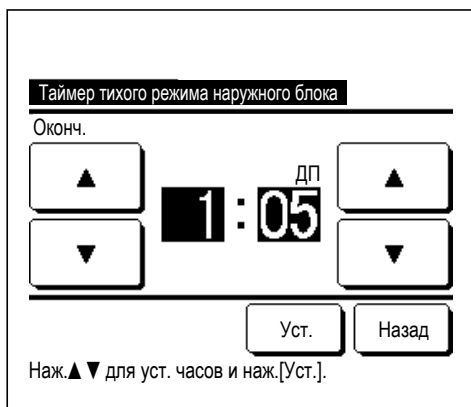 Таймер тихого режима наружного блока
Оконч.
▲ ДП ▲
1 : 05
▼ ▼
Уст. Назад
Наж.▲ ▼ для уст. часов и наж.[Уст.].